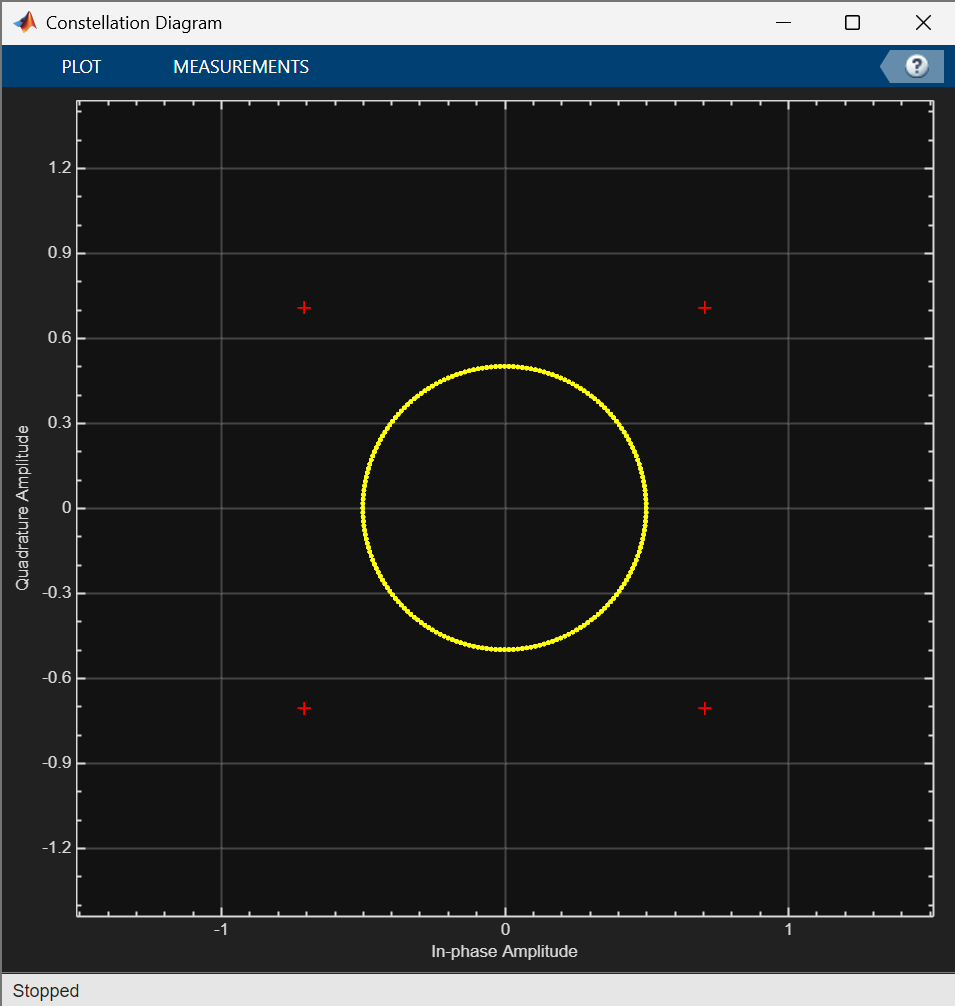 Constellation Diagram
PLOT MEASUREMENTS ?
1.2
0.9
0.6
0.3
0
-0.3
-0.6
-0.9
-1.2
Quadrature Amplitude
-1 0 1
In-phase Amplitude
Stopped